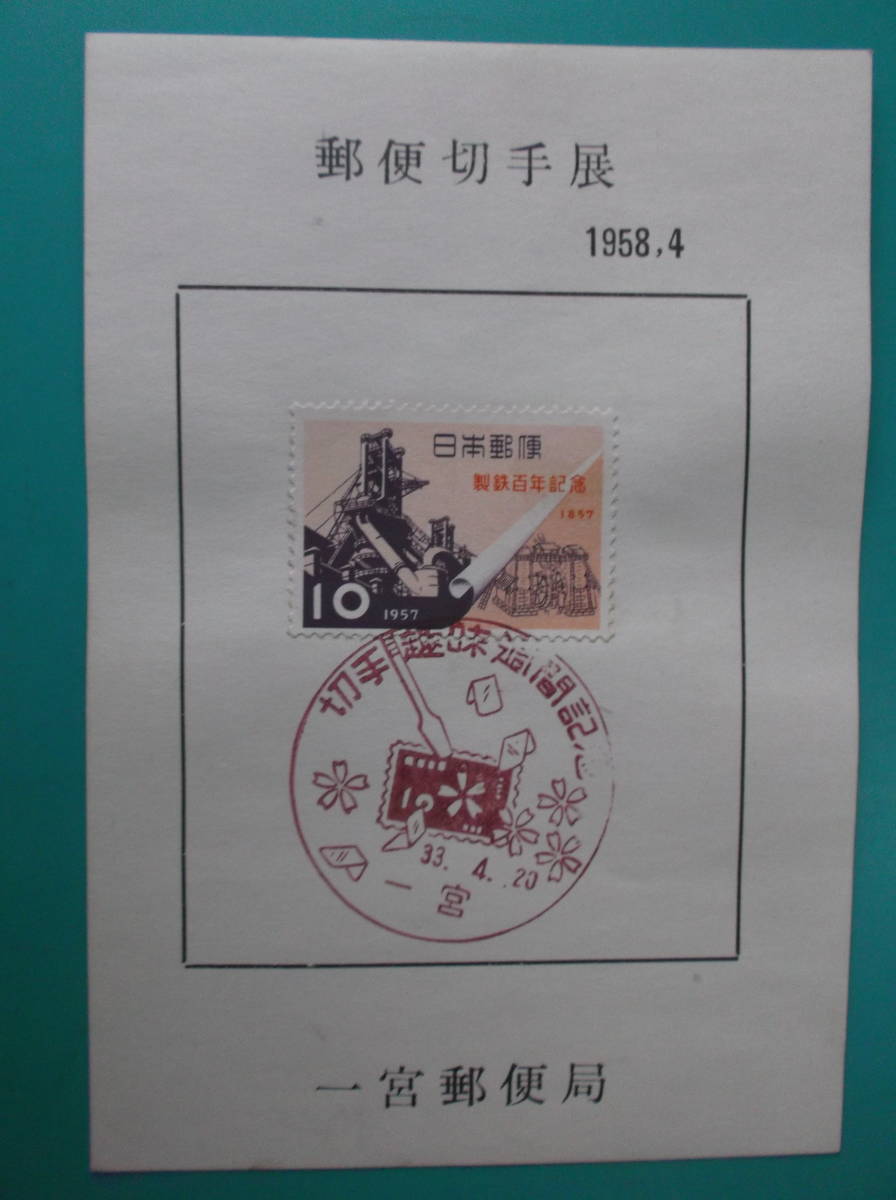 郵便切手展
1958,4
日本郵便
製鉄百年記念
1857
10
1957
切手趣味週間記念
33. 4. 20
一宮
一宮郵便局